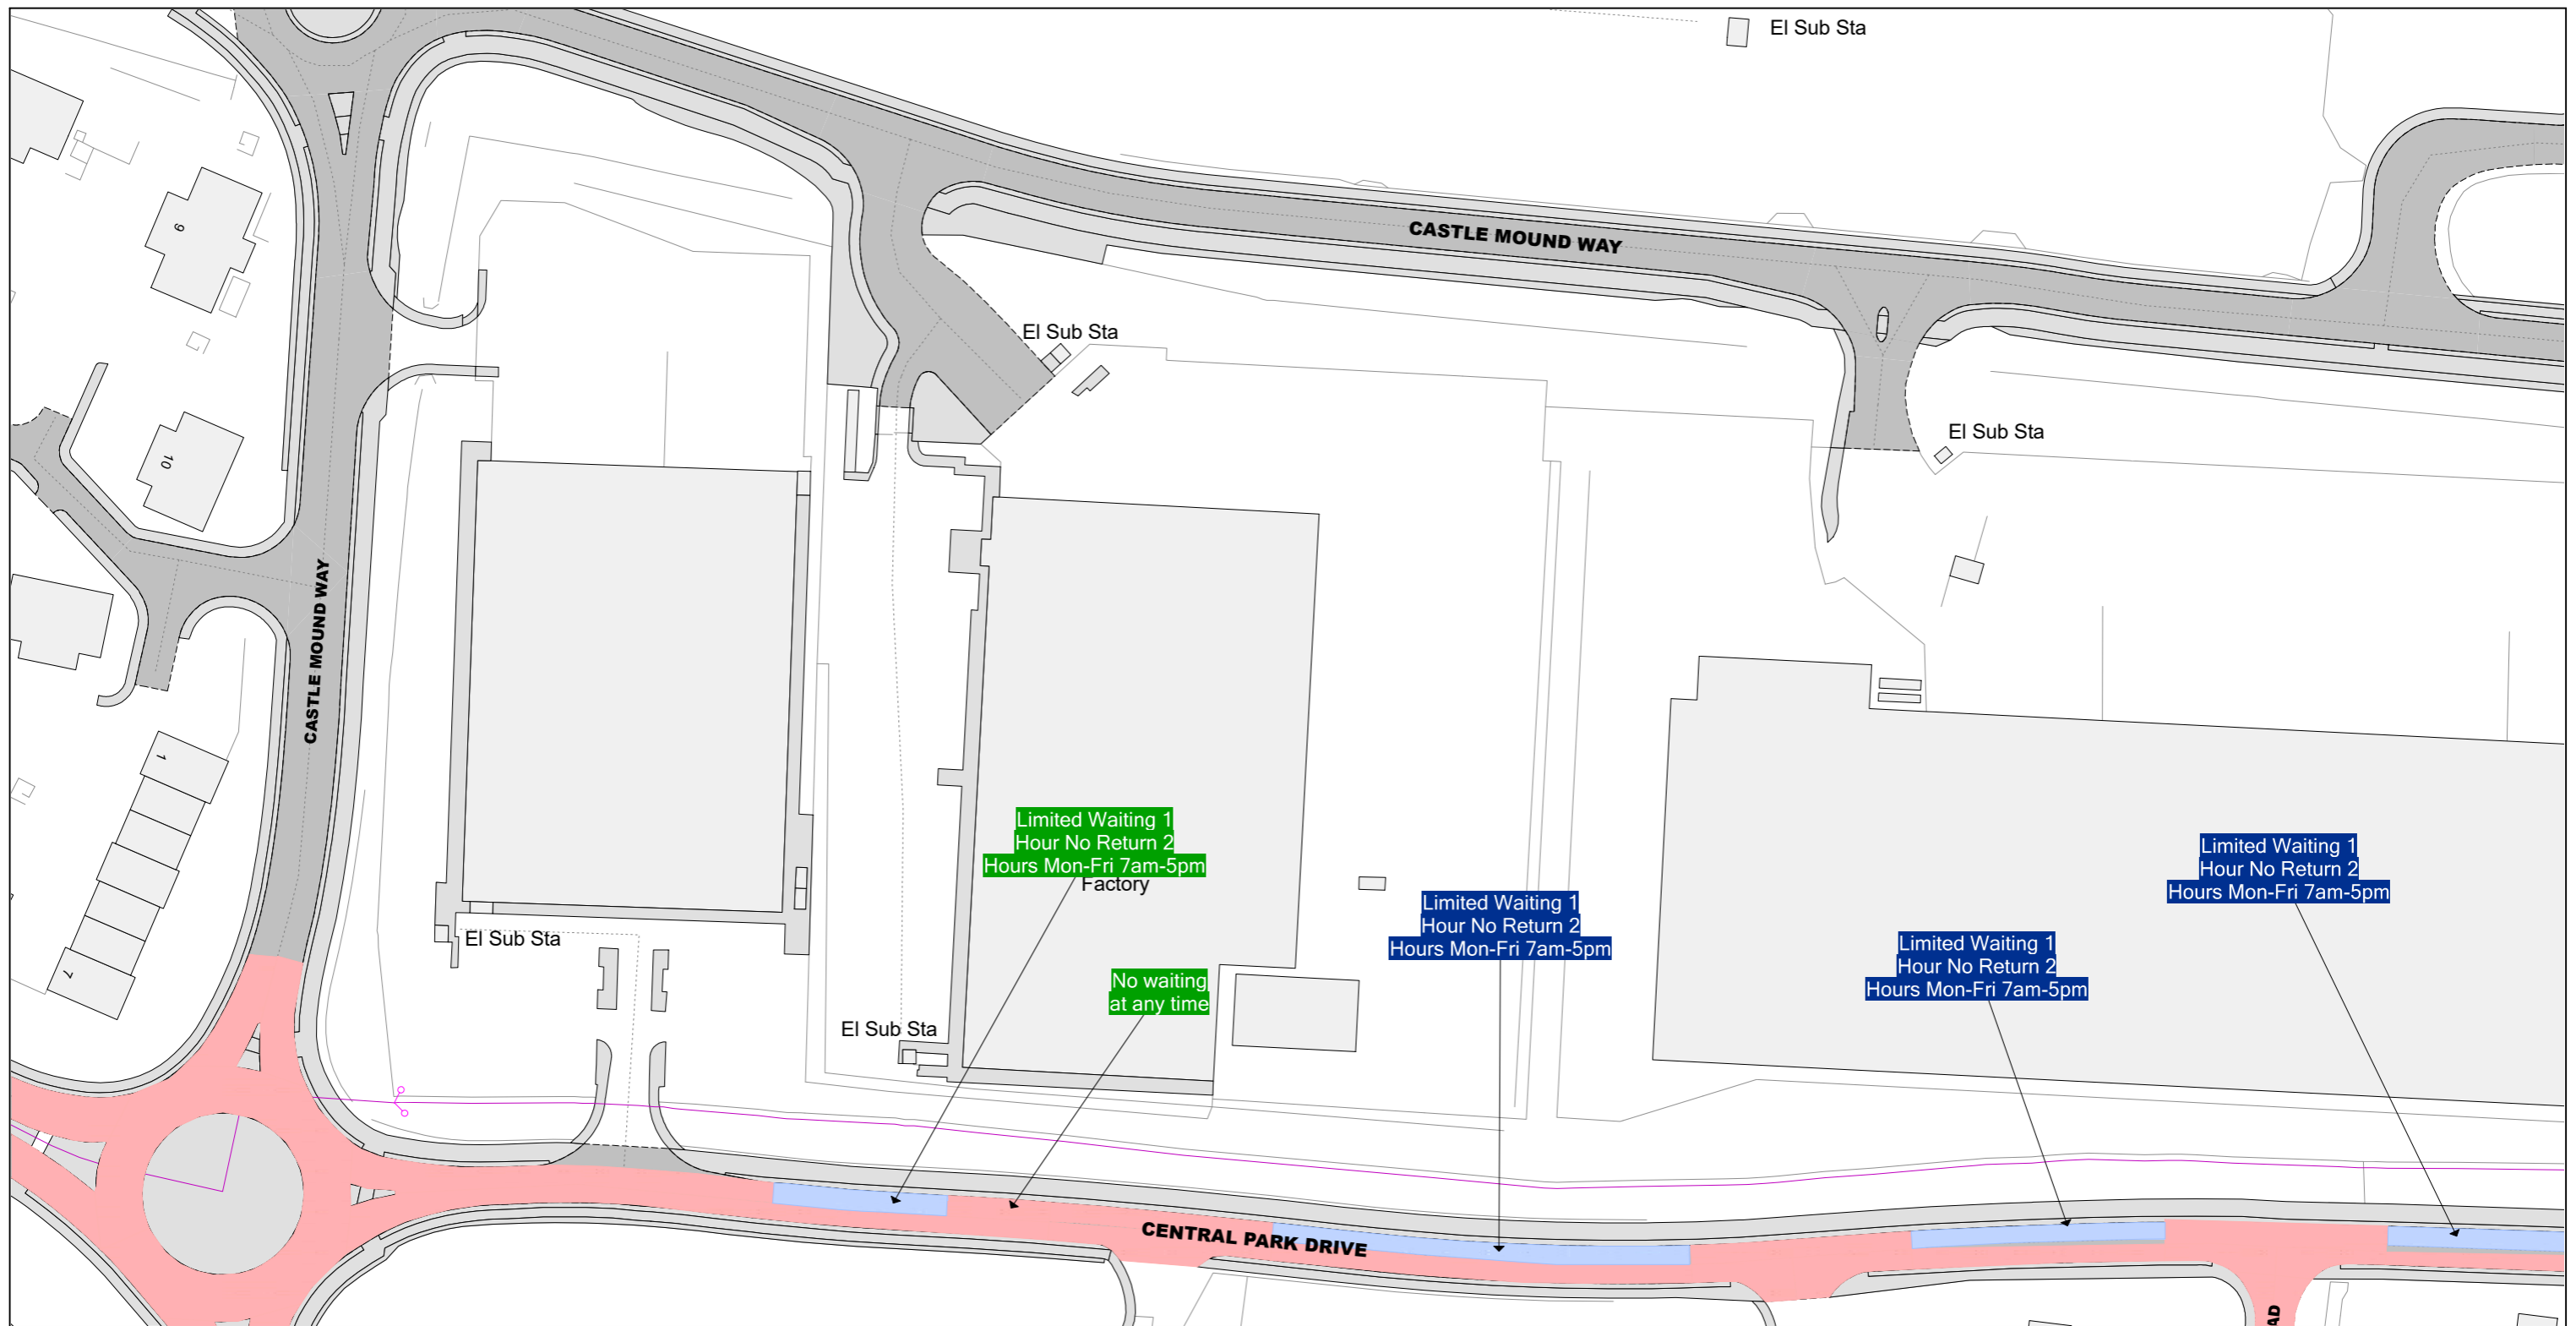 El Sub Sta
CASTLE MOUND WAY
9
El Sub Sta
El Sub Sta
10
CASTLE MOUND WAY
1
Limited Waiting 1
Hour No Return 2
Hours Mon-Fri 7am-5pm
Factory
Limited Waiting 1
Hour No Return 2
Hours Mon-Fri 7am-5pm
Limited Waiting 1
Hour No Return 2
Hours Mon-Fri 7am-5pm
Limited Waiting 1
Hour No Return 2
Hours Mon-Fri 7am-5pm
El Sub Sta
7
No waiting
at any time
El Sub Sta
CENTRAL PARK DRIVE
AD